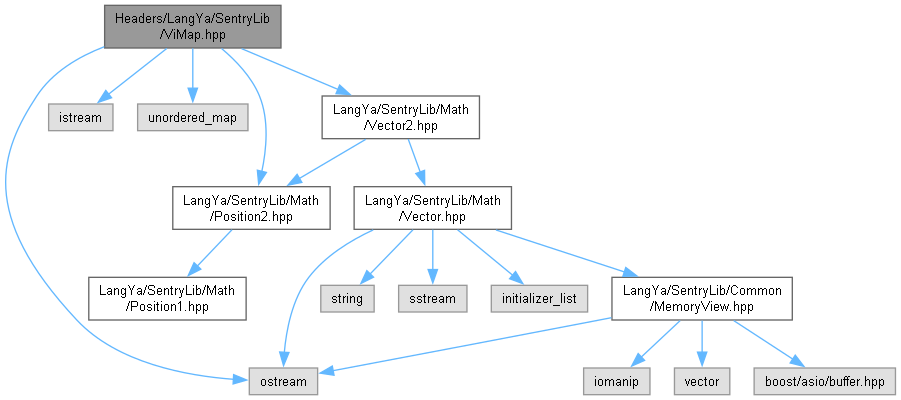 Headers/LangYa/SentryLib
/ViMap.hpp
istream
unordered_map
LangYa/SentryLib/Math
/Vector2.hpp
LangYa/SentryLib/Math
/Position2.hpp
LangYa/SentryLib/Math
/Vector.hpp
LangYa/SentryLib/Math
/Position1.hpp
string
sstream
initializer_list
LangYa/SentryLib/Common
/MemoryView.hpp
ostream
iomanip
vector
boost/asio/buffer.hpp